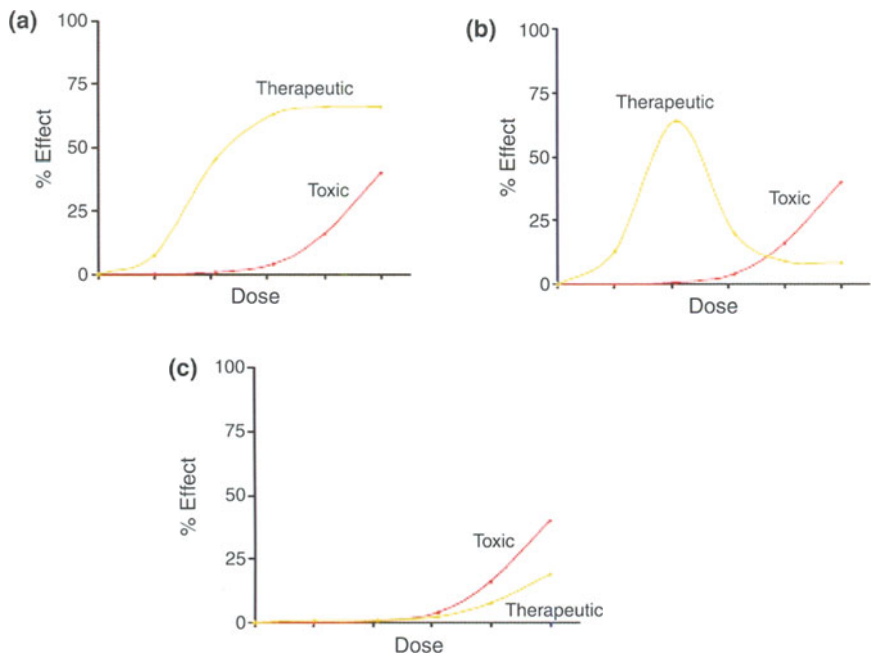 (a)
100
75
50
25
0
% Effect
Therapeutic
Toxic
Dose
(b)
100
75
50
25
0
% Effect
Therapeutic
Toxic
Dose
(c)
100
75
50
25
0
% Effect
Toxic
Therapeutic
Dose